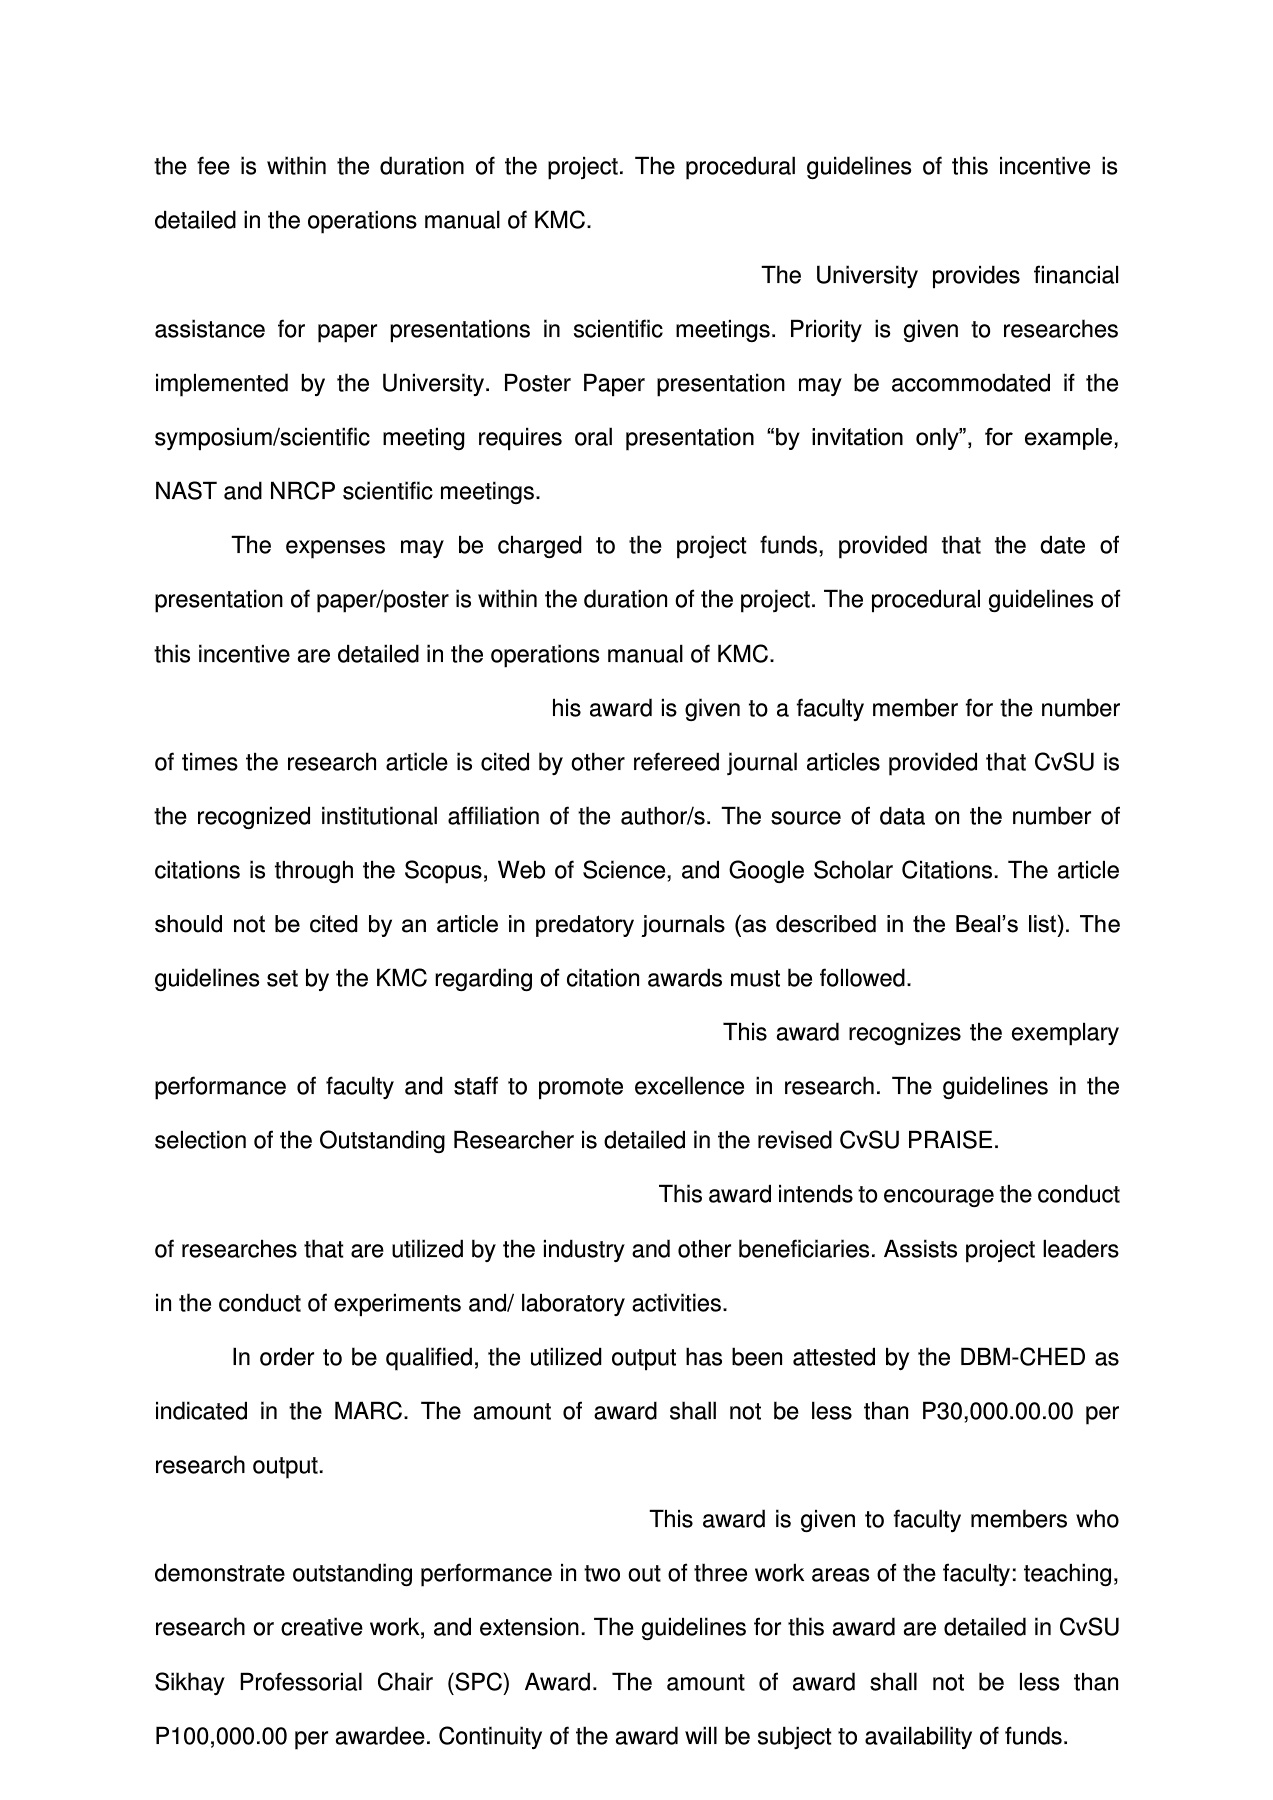 the fee is within the duration of the project. The procedural guidelines of this incentive is
detailed in the operations manual of KMC.
The University provides financial
assistance for paper presentations in scientific meetings. Priority is given to researches
implemented by the University. Poster Paper presentation may be accommodated if the
symposium/scientific meeting requires oral presentation “by invitation only”, for example,
NAST and NRCP scientific meetings.
The expenses may be charged to the project funds, provided that the date of
presentation of paper/poster is within the duration of the project. The procedural guidelines of
this incentive are detailed in the operations manual of KMC.
his award is given to a faculty member for the number
of times the research article is cited by other refereed journal articles provided that CvSU is
the recognized institutional affiliation of the author/s. The source of data on the number of
citations is through the Scopus, Web of Science, and Google Scholar Citations. The article
should not be cited by an article in predatory journals (as described in the Beal’s list). The
guidelines set by the KMC regarding of citation awards must be followed.
This award recognizes the exemplary
performance of faculty and staff to promote excellence in research. The guidelines in the
selection of the Outstanding Researcher is detailed in the revised CvSU PRAISE.
This award intends to encourage the conduct
of researches that are utilized by the industry and other beneficiaries. Assists project leaders
in the conduct of experiments and/ laboratory activities.
In order to be qualified, the utilized output has been attested by the DBM-CHED as
indicated in the MARC. The amount of award shall not be less than P30,000.00.00 per
research output.
This award is given to faculty members who
demonstrate outstanding performance in two out of three work areas of the faculty: teaching,
research or creative work, and extension. The guidelines for this award are detailed in CvSU
Sikhay Professorial Chair (SPC) Award. The amount of award shall not be less than
P100,000.00 per awardee. Continuity of the award will be subject to availability of funds.